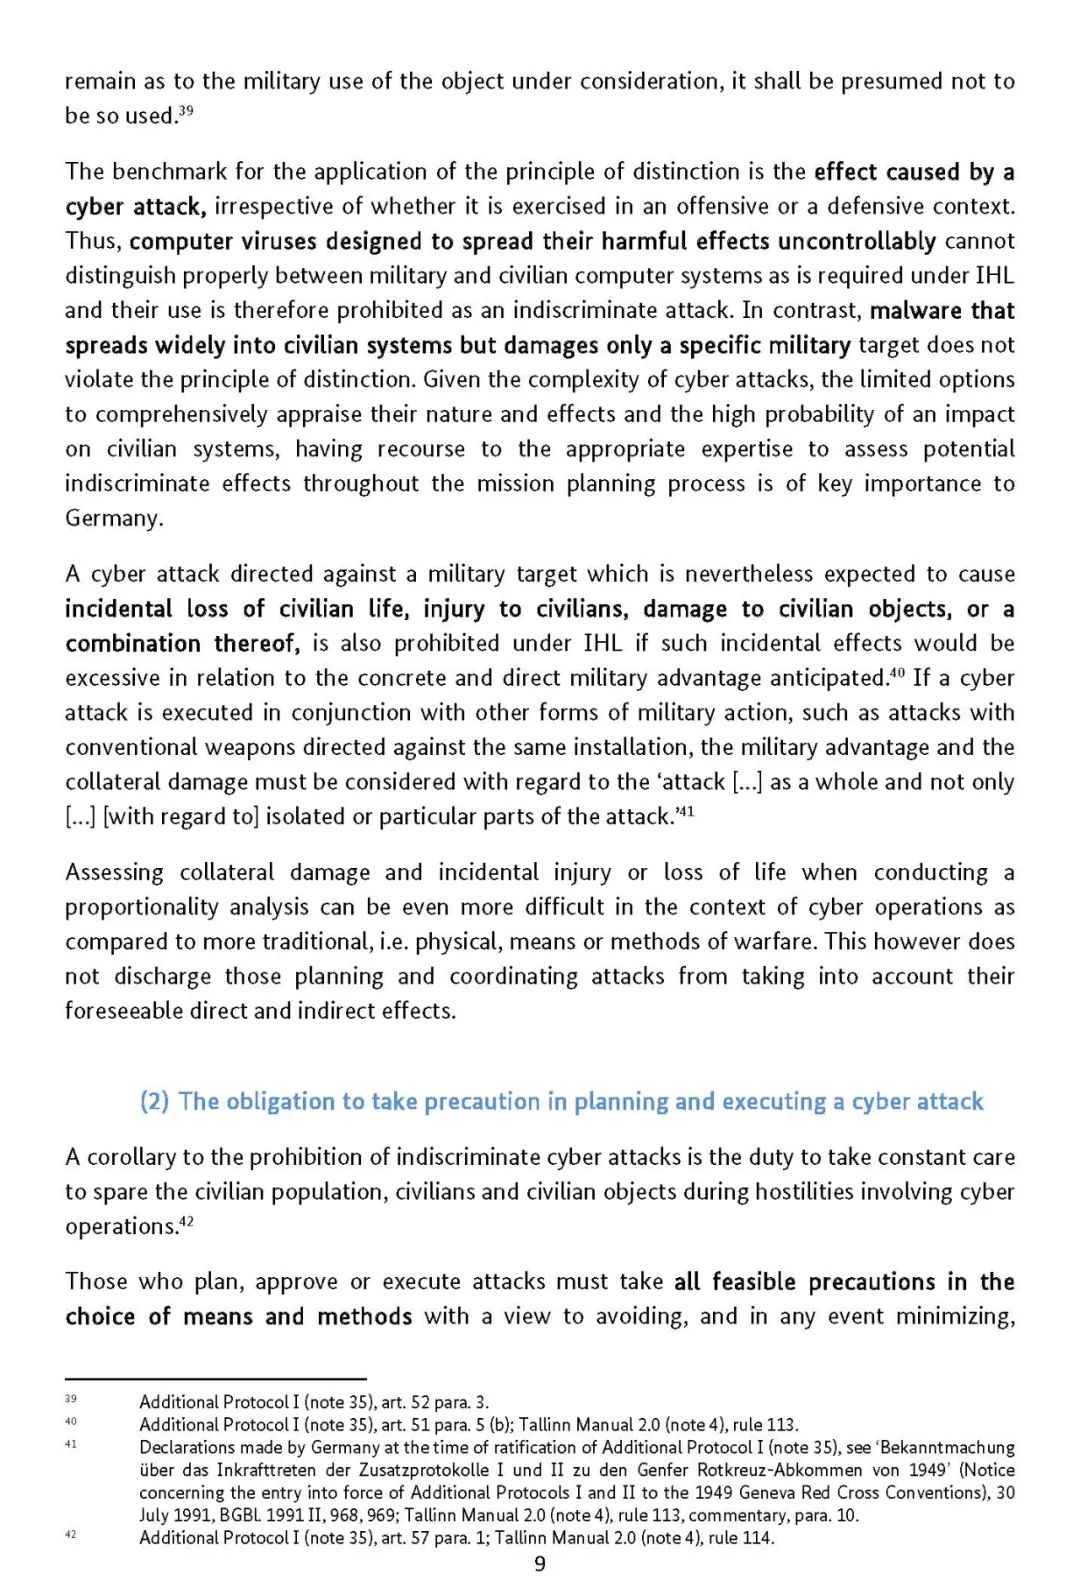 remain as to the military use of the object under consideration, it shall be presumed not to
be so used.³⁹
The benchmark for the application of the principle of distinction is the effect caused by a
cyber attack, irrespective of whether it is exercised in an offensive or a defensive context.
Thus, computer viruses designed to spread their harmful effects uncontrollably cannot
distinguish properly between military and civilian computer systems as is required under IHL
and their use is therefore prohibited as an indiscriminate attack. In contrast, malware that
spreads widely into civilian systems but damages only a specific military target does not
violate the principle of distinction. Given the complexity of cyber attacks, the limited options
to comprehensively appraise their nature and effects and the high probability of an impact
on civilian systems, having recourse to the appropriate expertise to assess potential
indiscriminate effects throughout the mission planning process is of key importance to
Germany.
A cyber attack directed against a military target which is nevertheless expected to cause
incidental loss of civilian life, injury to civilians, damage to civilian objects, or a
combination thereof, is also prohibited under IHL if such incidental effects would be
excessive in relation to the concrete and direct military advantage anticipated.⁴⁰ If a cyber
attack is executed in conjunction with other forms of military action, such as attacks with
conventional weapons directed against the same installation, the military advantage and the
collateral damage must be considered with regard to the ‘attack [...] as a whole and not only
[...] [with regard to] isolated or particular parts of the attack.’⁴¹
Assessing collateral damage and incidental injury or loss of life when conducting a
proportionality analysis can be even more difficult in the context of cyber operations as
compared to more traditional, i.e. physical, means or methods of warfare. This however does
not discharge those planning and coordinating attacks from taking into account their
foreseeable direct and indirect effects.
(2) The obligation to take precaution in planning and executing a cyber attack
A corollary to the prohibition of indiscriminate cyber attacks is the duty to take constant care
to spare the civilian population, civilians and civilian objects during hostilities involving cyber
operations.⁴²
Those who plan, approve or execute attacks must take all feasible precautions in the
choice of means and methods with a view to avoiding, and in any event minimizing,
39 Additional Protocol I (note 35), art. 52 para. 3.
40 Additional Protocol I (note 35), art. 51 para. 5 (b); Tallinn Manual 2.0 (note 4), rule 113.
41 Declarations made by Germany at the time of ratification of Additional Protocol I (note 35), see ‘Bekanntmachung
über das Inkrafttreten der Zusatzprotokolle I und II zu den Genfer Rotkreuz-Abkommen von 1949’ (Notice
concerning the entry into force of Additional Protocols I and II to the 1949 Geneva Red Cross Conventions), 30
July 1991, BGBl. 1991 II, 968, 969; Tallinn Manual 2.0 (note 4), rule 113, commentary, para. 10.
42 Additional Protocol I (note 35), art. 57 para. 1; Tallinn Manual 2.0 (note 4), rule 114.
9